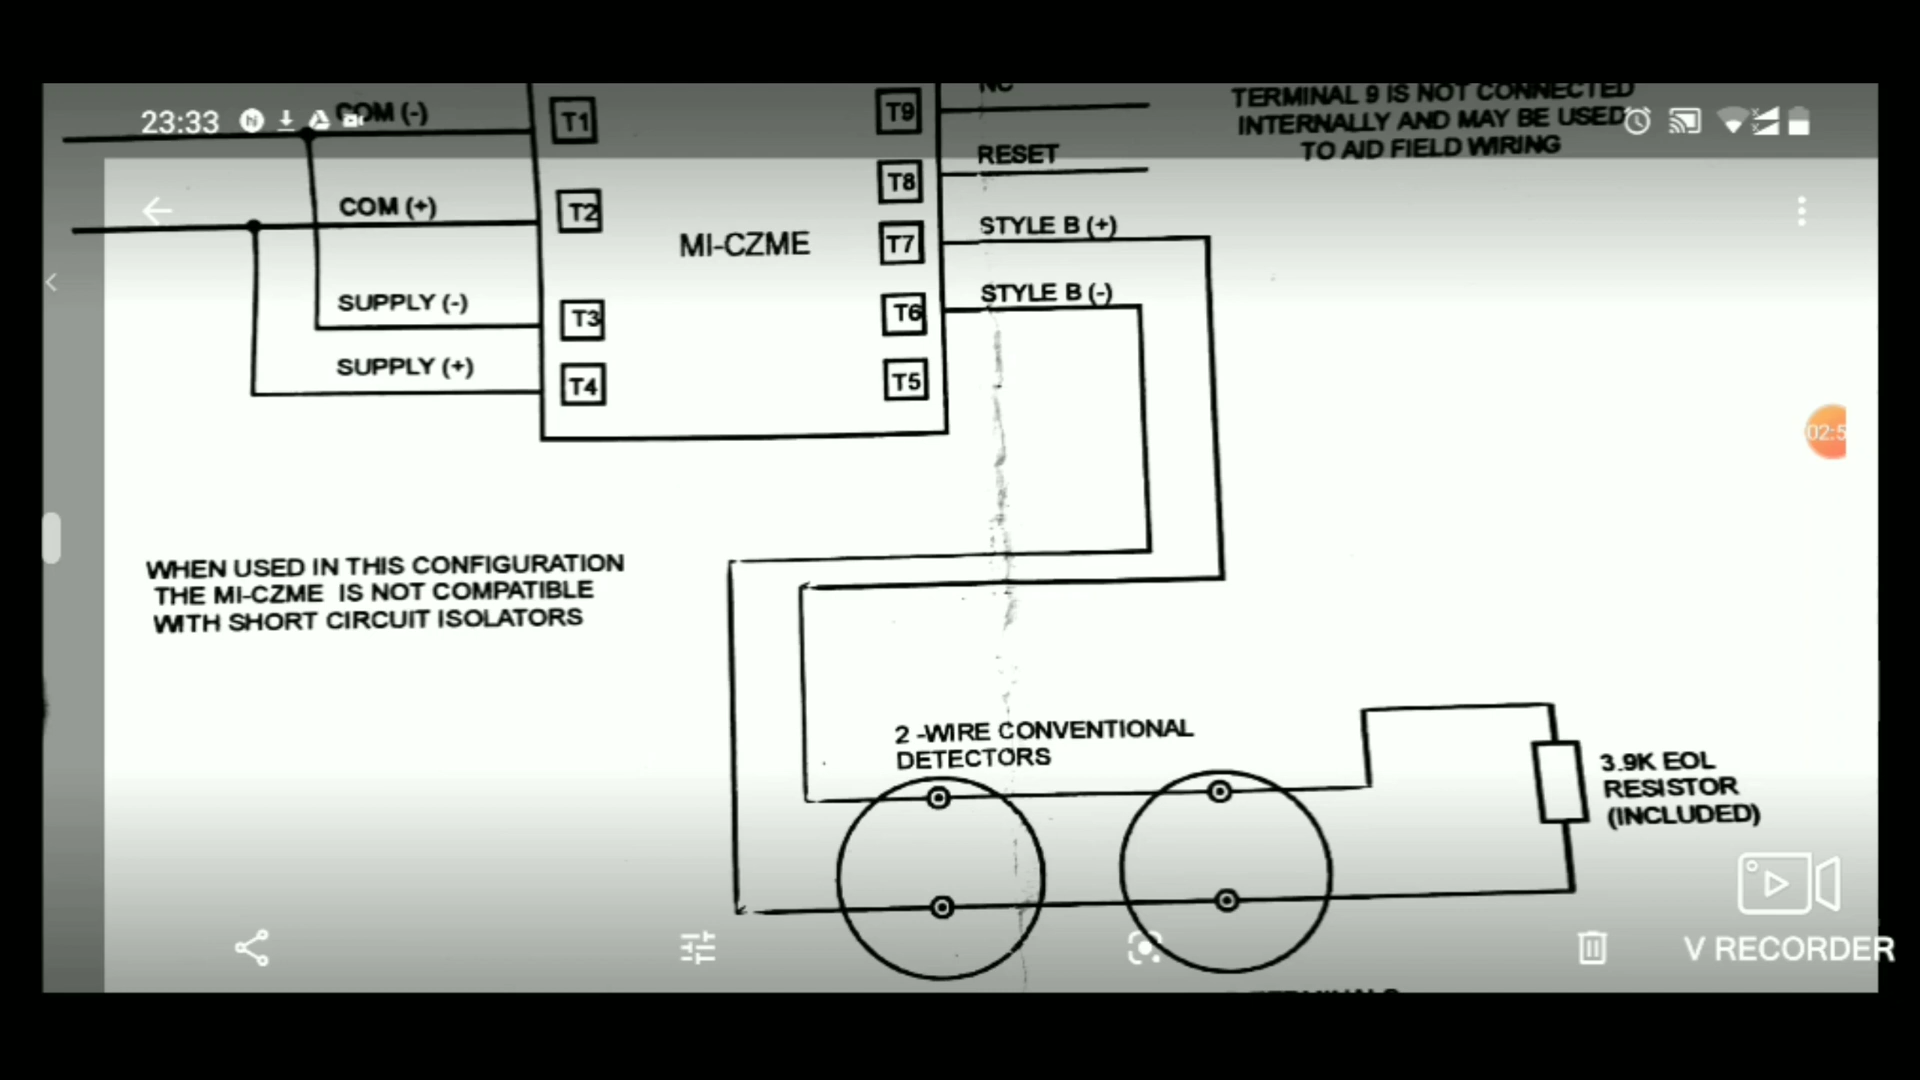 23:33
COM (-)
T1
T9
NC
TERMINAL 9 IS NOT CONNECTED
INTERNALLY AND MAY BE USED
TO AID FIELD WIRING
RESET
T8
COM (+)
T2
MI-CZME
T7
STYLE B (+)
SUPPLY (-)
T3
T6
STYLE B (-)
SUPPLY (+)
T4
T5
02:5
WHEN USED IN THIS CONFIGURATION
THE MI-CZME IS NOT COMPATIBLE
WITH SHORT CIRCUIT ISOLATORS
2 -WIRE CONVENTIONAL
DETECTORS
3.9K EOL
RESISTOR
(INCLUDED)
V RECORDER